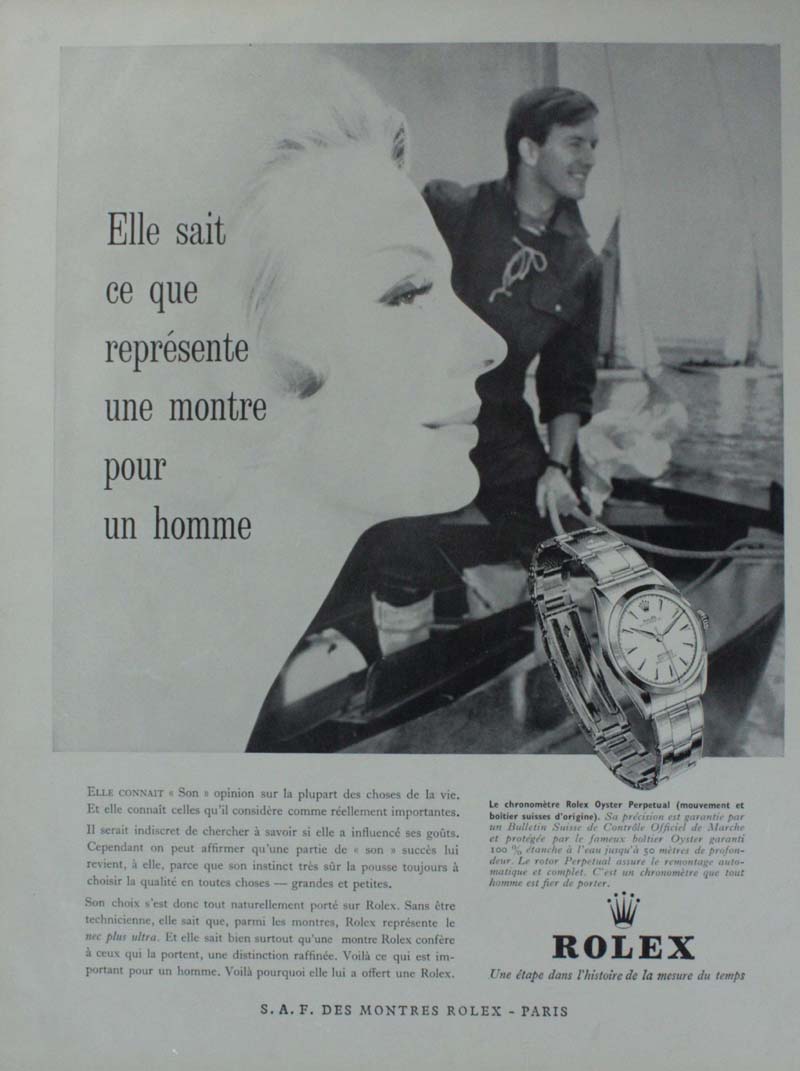 Elle sait
ce que
représente
une montre
pour
un homme
ELLE CONNAIT « Son » opinion sur la plupart des choses de la vie.
Et elle connaît celles qu'il considère comme réellement importantes.
Il serait indiscret de chercher à savoir si elle a influencé ses goûts.
Cependant on peut affirmer qu'une partie de « son » succès lui
revient, à elle, parce que son instinct très sûr la pousse toujours à
choisir la qualité en toutes choses — grandes et petites.
Son choix s'est donc tout naturellement porté sur Rolex. Sans être
technicienne, elle sait que, parmi les montres, Rolex représente le
nec plus ultra. Et elle sait bien surtout qu'une montre Rolex confère
à ceux qui la portent, une distinction raffinée. Voilà ce qui est im-
portant pour un homme. Voilà pourquoi elle lui a offert une Rolex.
Le chronomètre Rolex Oyster Perpetual (mouvement et
boîtier suisses d'origine). Sa précision est garantie par
un Bulletin Suisse de Contrôle Officiel de Marche
et protégée par le fameux boîtier Oyster garanti
100 % étanche à l'eau jusqu'à 50 mètres de profon-
deur. Le rotor Perpetual assure le remontage auto-
matique et complet. C'est un chronomètre que tout
homme est fier de porter.
ROLEX
Une étape dans l'histoire de la mesure du temps
S. A. F. DES MONTRES ROLEX - PARIS